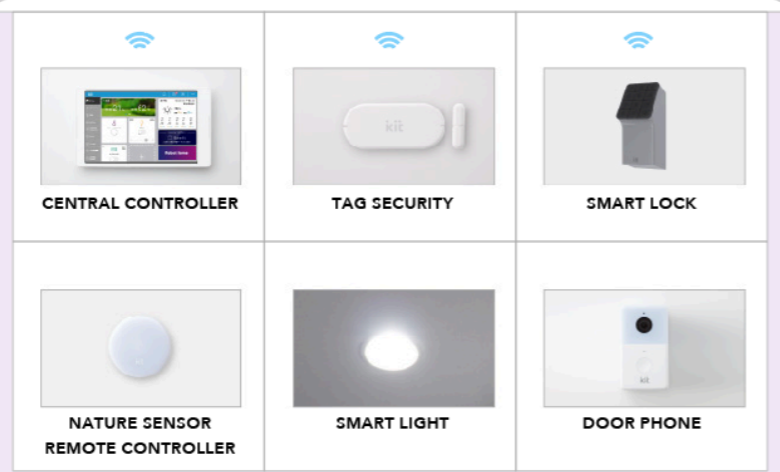 CENTRAL CONTROLLER
kit
TAG SECURITY
SMART LOCK
NATURE SENSOR
REMOTE CONTROLLER
SMART LIGHT
kit
DOOR PHONE